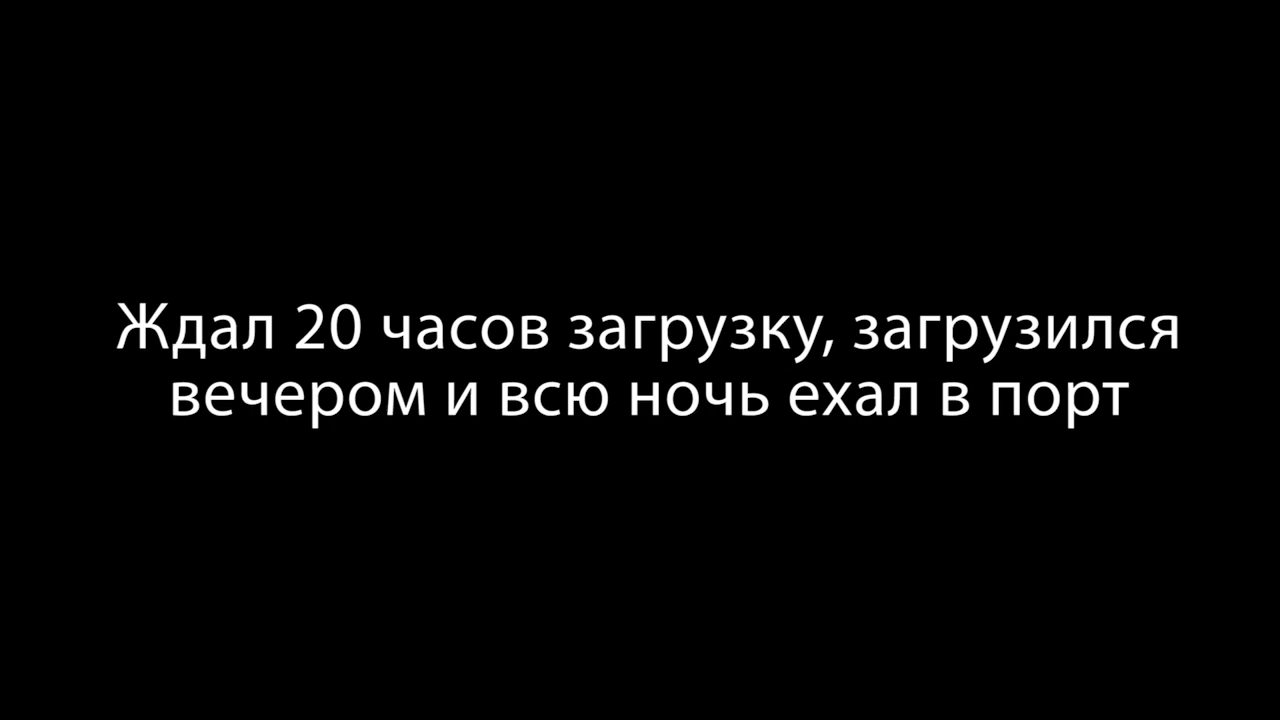 Ждал 20 часов загрузку, загрузился
вечером и всю ночь ехал в порт